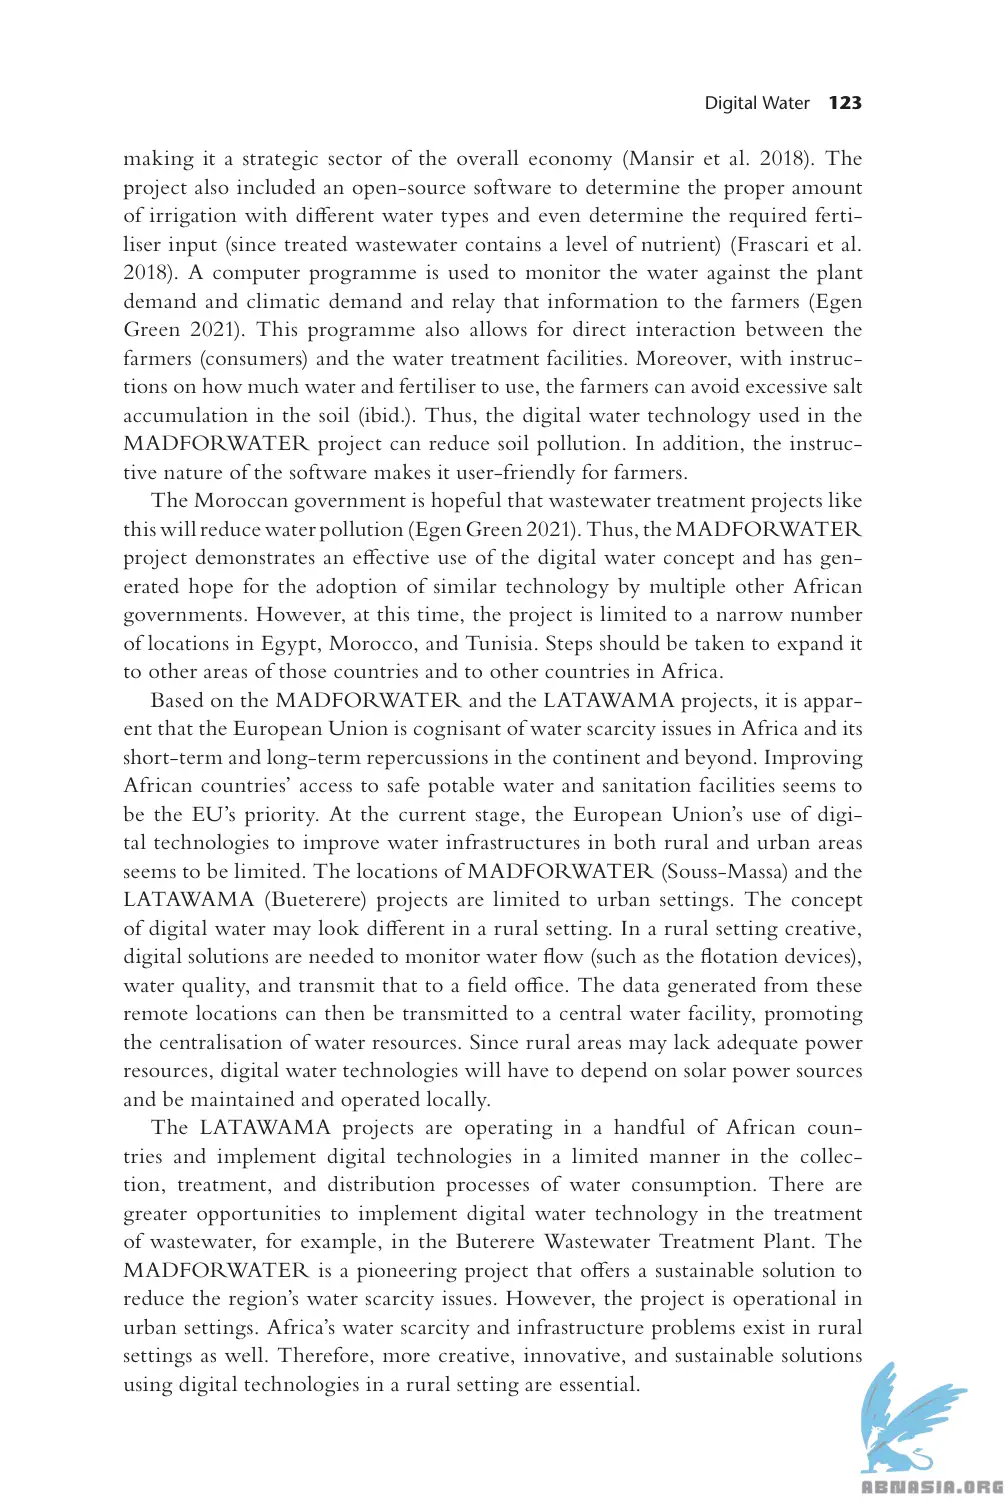 Digital Water 123
making it a strategic sector of the overall economy (Mansir et al. 2018). The
project also included an open-source software to determine the proper amount
of irrigation with different water types and even determine the required ferti-
liser input (since treated wastewater contains a level of nutrient) (Frascari et al.
2018). A computer programme is used to monitor the water against the plant
demand and climatic demand and relay that information to the farmers (Egen
Green 2021). This programme also allows for direct interaction between the
farmers (consumers) and the water treatment facilities. Moreover, with instruc-
tions on how much water and fertiliser to use, the farmers can avoid excessive salt
accumulation in the soil (ibid.). Thus, the digital water technology used in the
MADFORWATER project can reduce soil pollution. In addition, the instruc-
tive nature of the software makes it user-friendly for farmers.
The Moroccan government is hopeful that wastewater treatment projects like
this will reduce water pollution (Egen Green 2021). Thus, the MADFORWATER
project demonstrates an effective use of the digital water concept and has gen-
erated hope for the adoption of similar technology by multiple other African
governments. However, at this time, the project is limited to a narrow number
of locations in Egypt, Morocco, and Tunisia. Steps should be taken to expand it
to other areas of those countries and to other countries in Africa.
Based on the MADFORWATER and the LATAWAMA projects, it is appar-
ent that the European Union is cognisant of water scarcity issues in Africa and its
short-term and long-term repercussions in the continent and beyond. Improving
African countries’ access to safe potable water and sanitation facilities seems to
be the EU’s priority. At the current stage, the European Union’s use of digi-
tal technologies to improve water infrastructures in both rural and urban areas
seems to be limited. The locations of MADFORWATER (Souss-Massa) and the
LATAWAMA (Bueterere) projects are limited to urban settings. The concept
of digital water may look different in a rural setting. In a rural setting creative,
digital solutions are needed to monitor water flow (such as the flotation devices),
water quality, and transmit that to a field office. The data generated from these
remote locations can then be transmitted to a central water facility, promoting
the centralisation of water resources. Since rural areas may lack adequate power
resources, digital water technologies will have to depend on solar power sources
and be maintained and operated locally.
The LATAWAMA projects are operating in a handful of African coun-
tries and implement digital technologies in a limited manner in the collec-
tion, treatment, and distribution processes of water consumption. There are
greater opportunities to implement digital water technology in the treatment
of wastewater, for example, in the Buterere Wastewater Treatment Plant. The
MADFORWATER is a pioneering project that offers a sustainable solution to
reduce the region’s water scarcity issues. However, the project is operational in
urban settings. Africa’s water scarcity and infrastructure problems exist in rural
settings as well. Therefore, more creative, innovative, and sustainable solutions
using digital technologies in a rural setting are essential.
ABNASIA.ORG